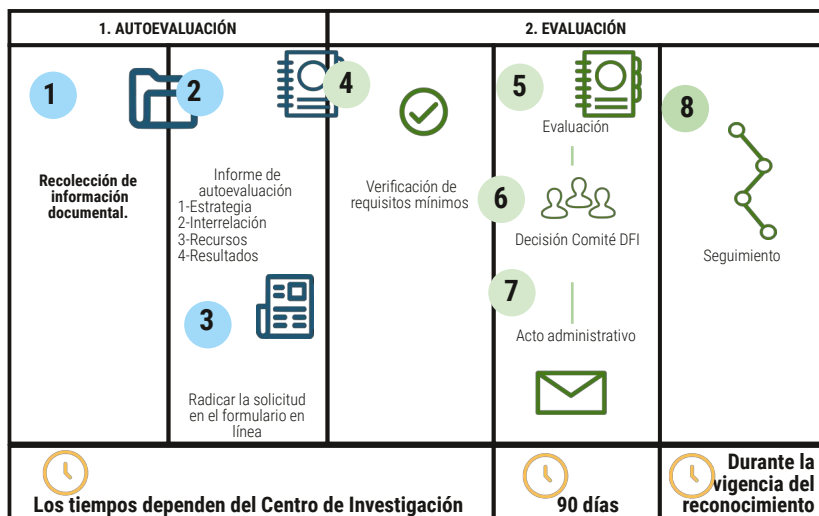 1. AUTOEVALUACIÓN
2. EVALUACIÓN
1
Recolección de
información
documental.
2
Informe de
autoevaluación
1-Estrategia
2-Interrelación
3-Recursos
4-Resultados
3
Radicar la solicitud
en el formulario en
línea
4
Verificación de
requisitos mínimos
5
Evaluación
6
Decisión Comité DFI
7
Acto administrativo
8
Seguimiento
Los tiempos dependen del Centro de Investigación
90 días
Durante la
vigencia del
reconocimiento